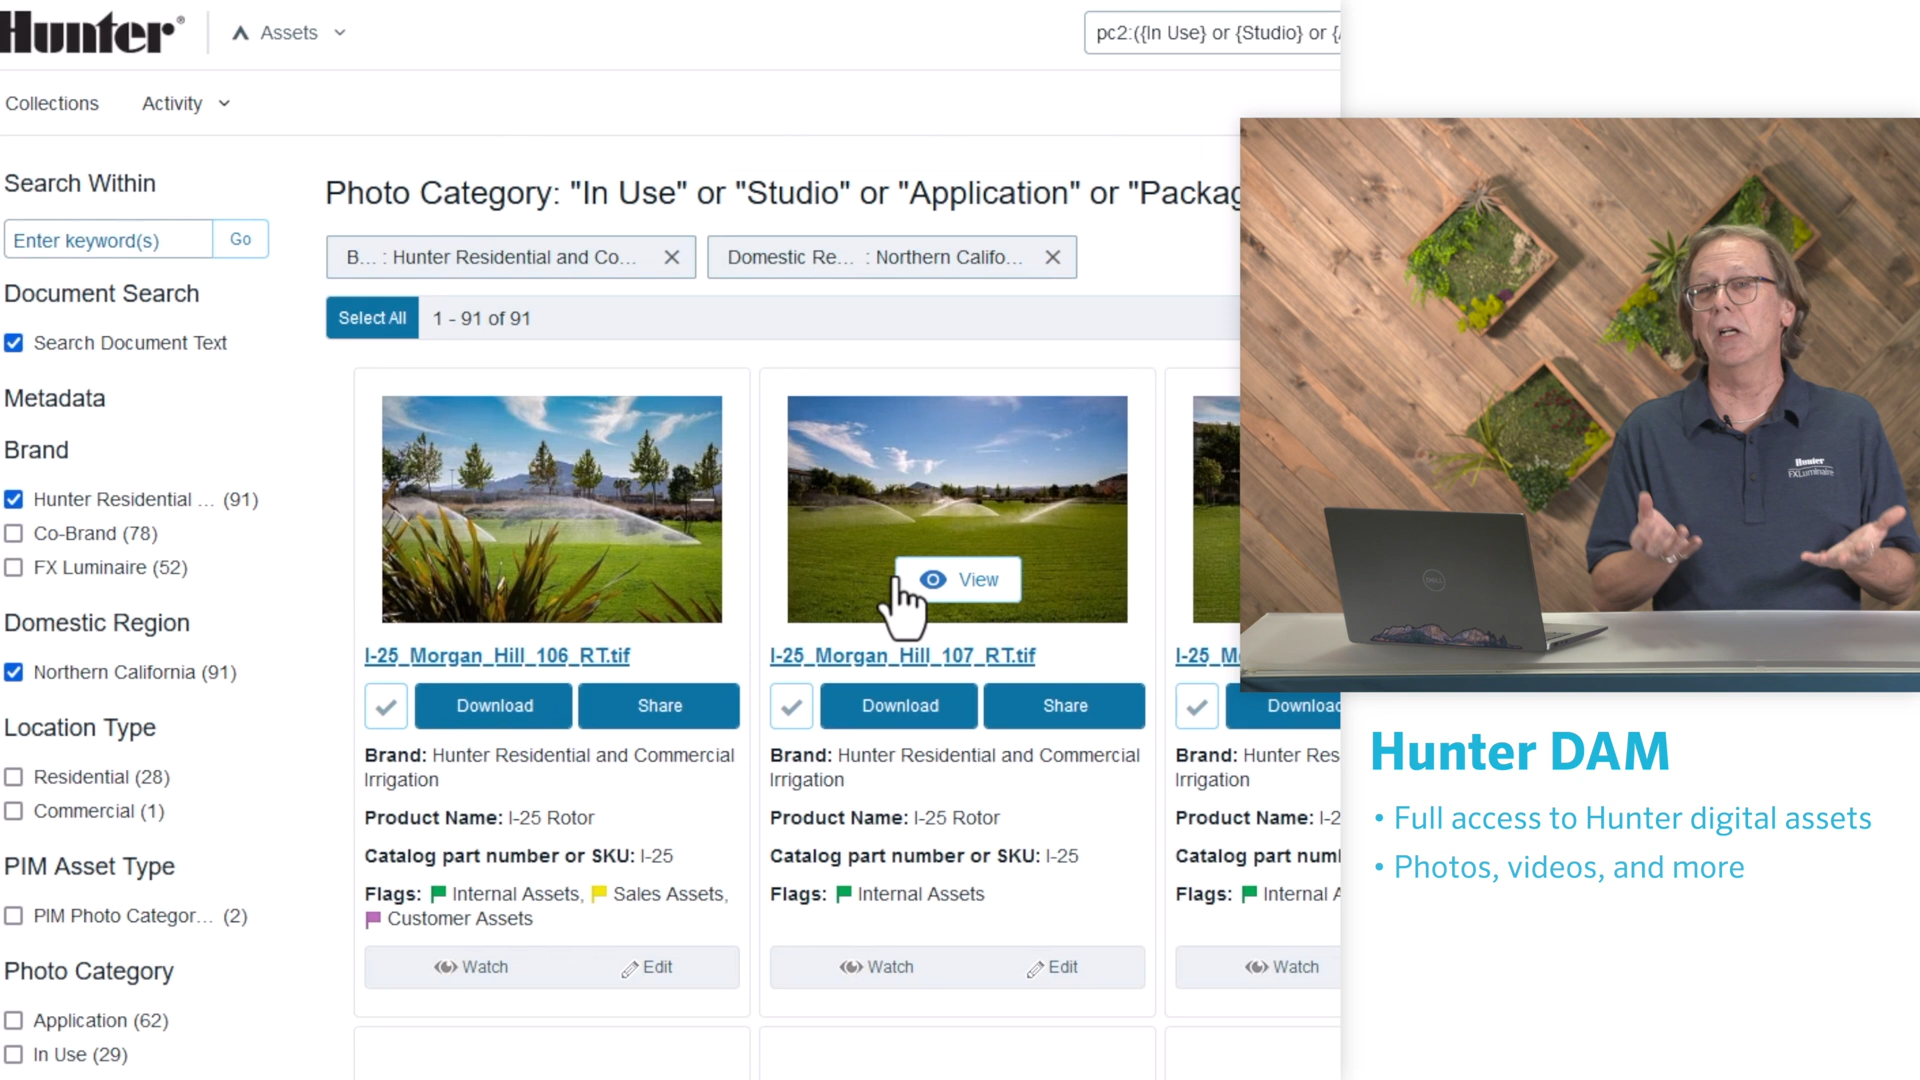 Hunter®
Assets
pc2:({In Use} or {Studio} or {
Collections
Activity
Search Within
Enter keyword(s)
Go
Document Search
Search Document Text
Metadata
Brand
Hunter Residential ... (91)
Co-Brand (78)
FX Luminaire (52)
Domestic Region
Northern California (91)
Location Type
Residential (28)
Commercial (1)
PIM Asset Type
PIM Photo Categor... (2)
Photo Category
Application (62)
In Use (29)
Photo Category: "In Use" or "Studio" or "Application" or "Packag
B... : Hunter Residential and Co...
Domestic Re... : Northern Califo...
Select All
1 - 91 of 91
View
I-25_Morgan_Hill_106_RT.tif
Download
Share
Brand: Hunter Residential and Commercial
Irrigation
Product Name: I-25 Rotor
Catalog part number or SKU: I-25
Flags: Internal Assets, Sales Assets,
Customer Assets
Watch
Edit
I-25_Morgan_Hill_107_RT.tif
Download
Share
Brand: Hunter Residential and Commercial
Irrigation
Product Name: I-25 Rotor
Catalog part number or SKU: I-25
Flags: Internal Assets
Watch
Edit
I-25_M
Downloa
Brand: Hunter Res
Irrigation
Product Name: I-2
Catalog part num
Flags: Internal A
Watch
Hunter
FXLuminaire
DELL
Hunter DAM
• Full access to Hunter digital assets
• Photos, videos, and more